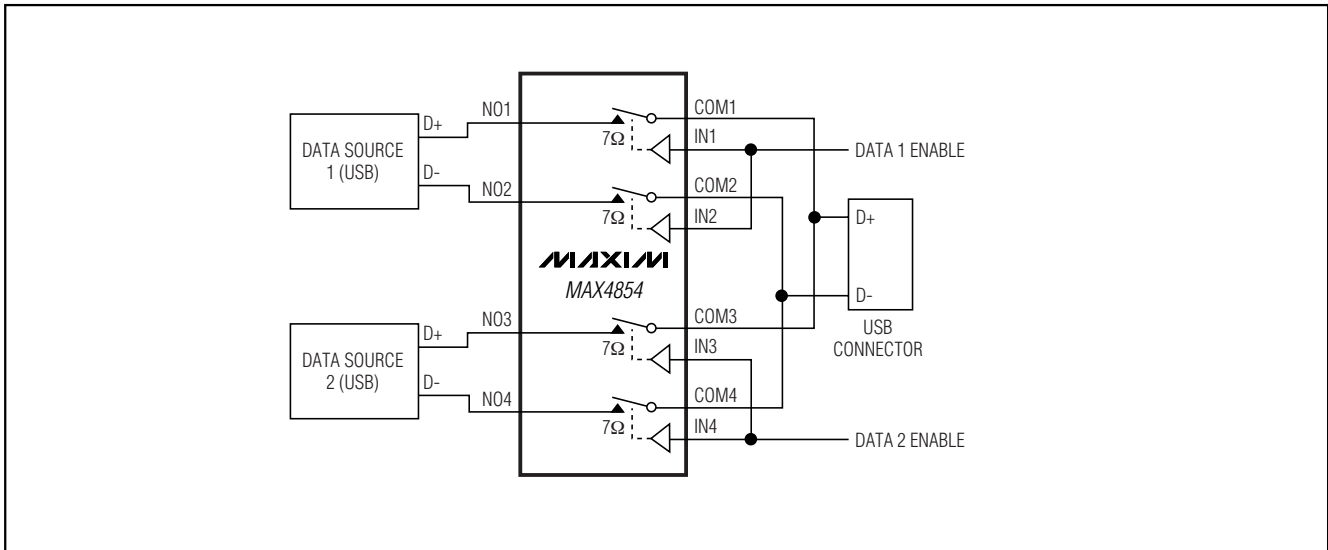 DATA SOURCE
1 (USB)
D+
D-
NO1
NO2
7Ω
7Ω
COM1
IN1
COM2
IN2
DATA 1 ENABLE
MAXIM
MAX4854
D+
D-
USB
CONNECTOR
DATA SOURCE
2 (USB)
D+
D-
NO3
NO4
7Ω
7Ω
COM3
IN3
COM4
IN4
DATA 2 ENABLE